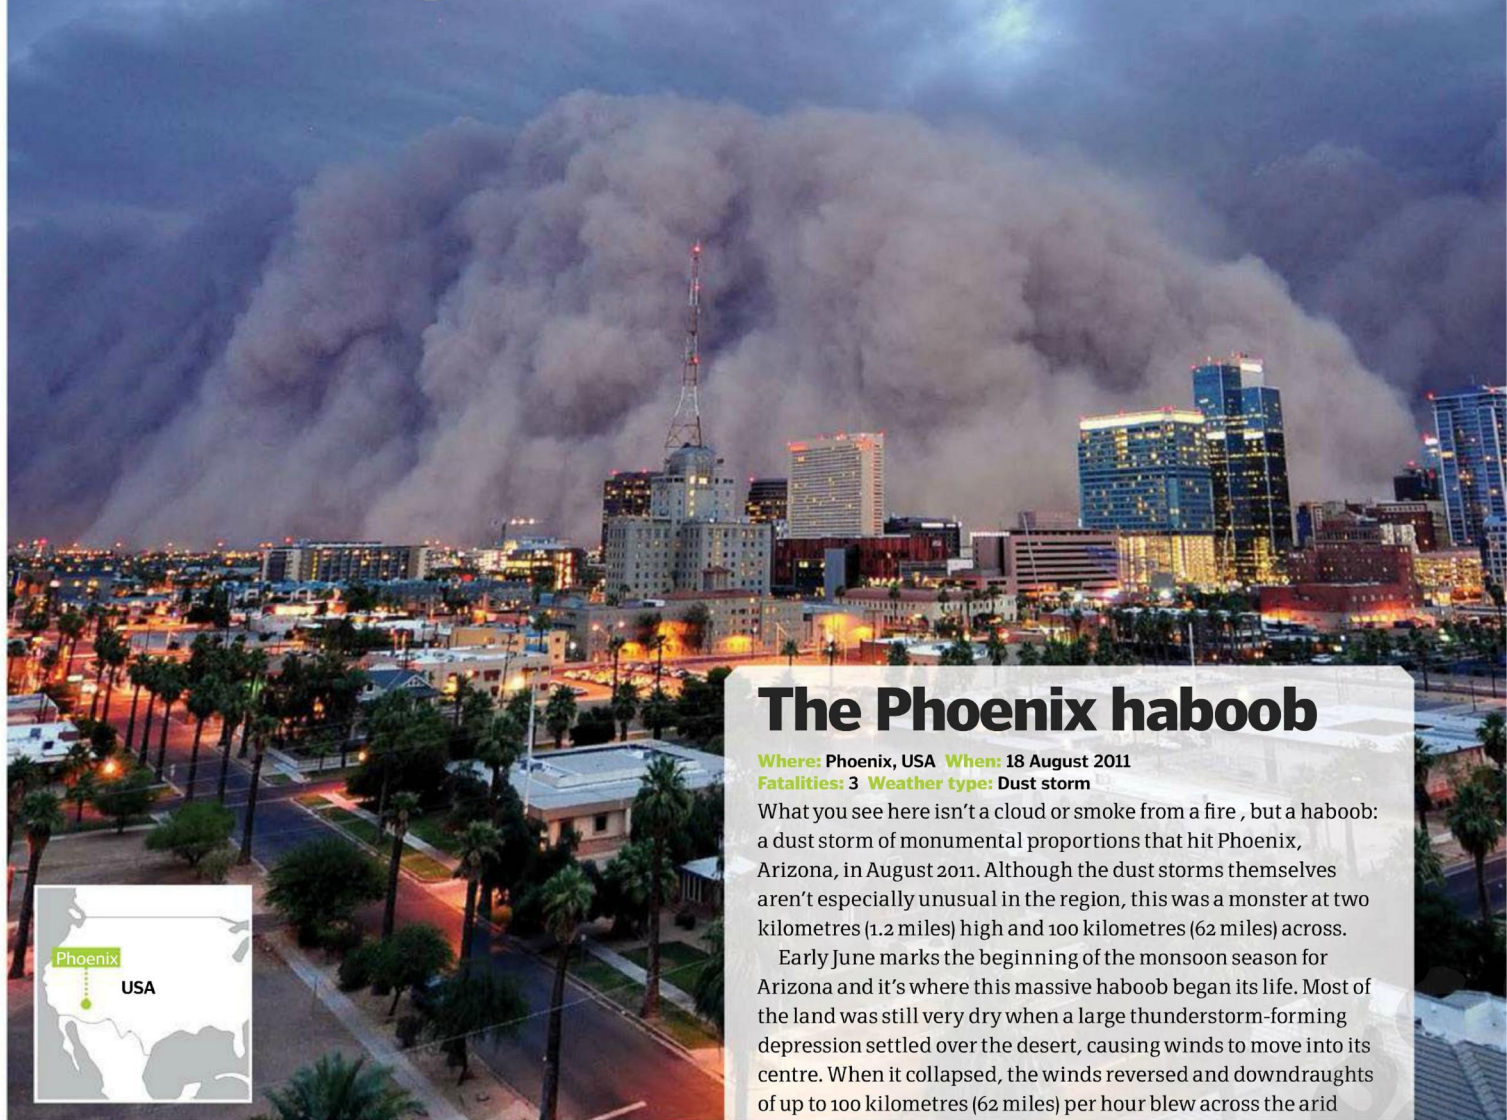 The Phoenix haboob
Where: Phoenix, USA When: 18 August 2011
Fatalities: 3 Weather type: Dust storm
What you see here isn't a cloud or smoke from a fire , but a haboob:
a dust storm of monumental proportions that hit Phoenix,
Arizona, in August 2011. Although the dust storms themselves
aren't especially unusual in the region, this was a monster at two
kilometres (1.2 miles) high and 100 kilometres (62 miles) across.
Early June marks the beginning of the monsoon season for
Arizona and it's where this massive haboob began its life. Most of
the land was still very dry when a large thunderstorm-forming
depression settled over the desert, causing winds to move into its
centre. When it collapsed, the winds reversed and downdraughts
of up to 100 kilometres (62 miles) per hour blew across the arid
Phoenix
USA